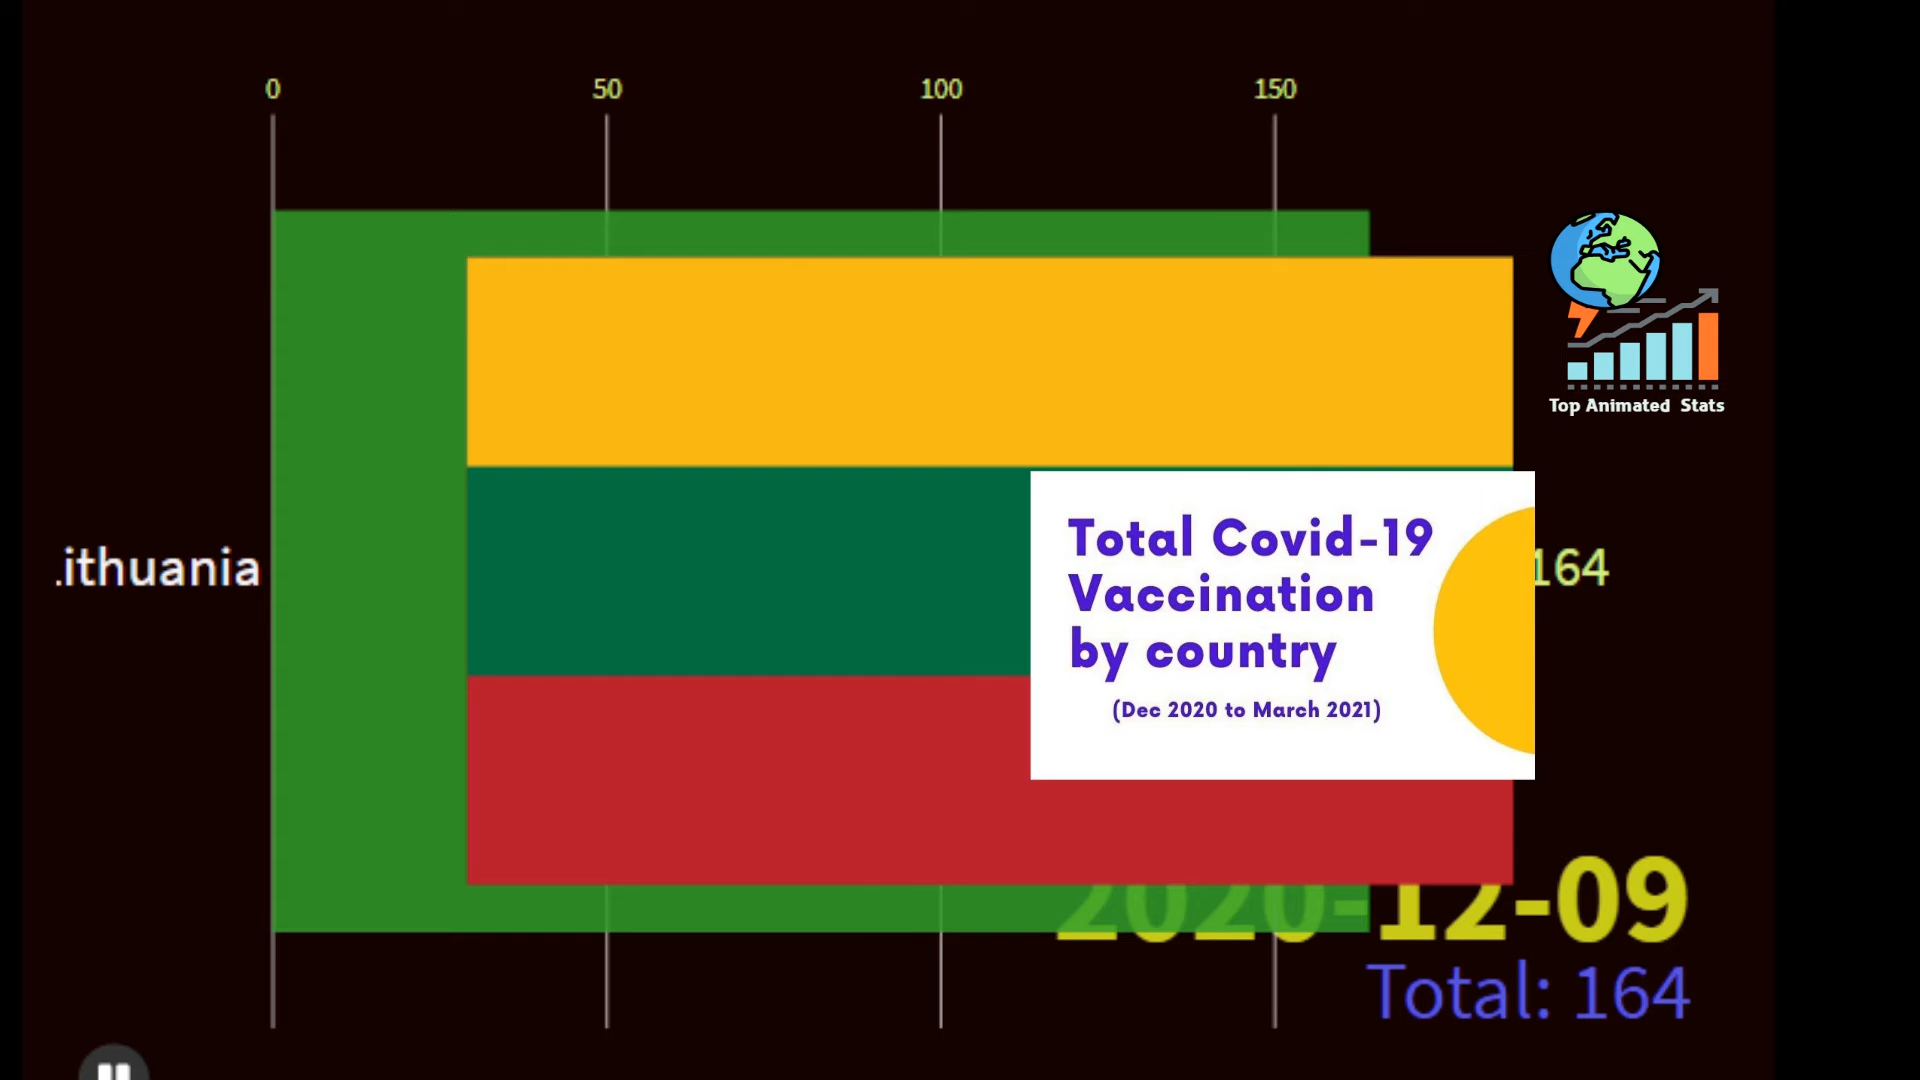 0 50 100 150
Top Animated Stats
Total Covid-19
Vaccination
by country
(Dec 2020 to March 2021)
.ithuania 164
2020-12-09
Total: 164